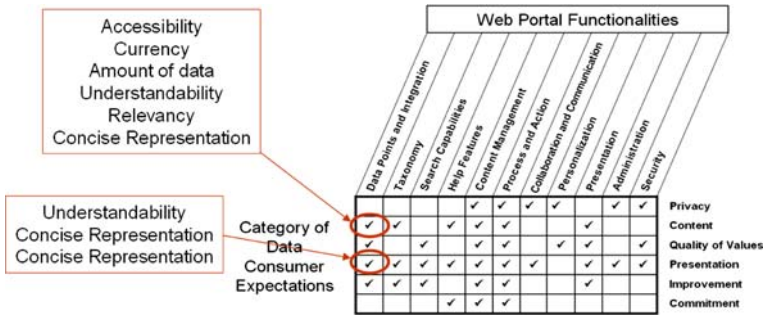 Accessibility
Currency
Amount of data
Understandability
Relevancy
Concise Representation
Understandability
Concise Representation
Concise Representation
Web Portal Functionalities
Data Points and Integration
Taxonomy
Search Capabilities
Help Features
Content Management
Process and Action
Collaboration and Communication
Personalization
Presentation
Administration
Security
Category of
Data
Consumer
Expectations
Privacy
Content
Quality of Values
Presentation
Improvement
Commitment